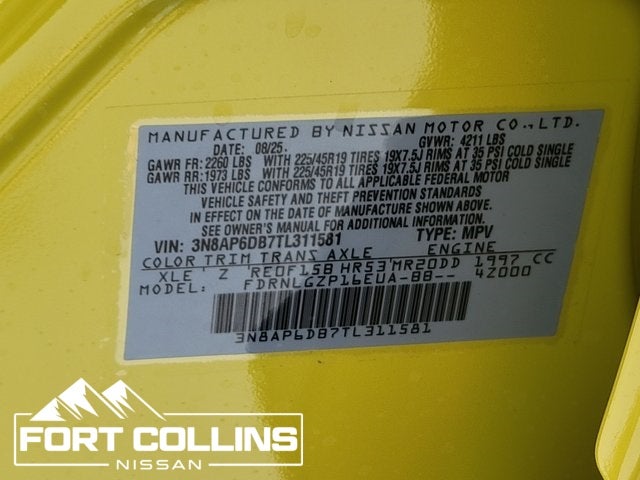 MANUFACTURED BY NISSAN MOTOR CO.,LTD.
DATE: 08/25. GVWR: 4211 LBS
GAWR FR: 2260 LBS WITH 225/45R19 TIRES 19X7.5J RIMS AT 35 PSI COLD SINGLE
GAWR RR: 1973 LBS WITH 225/45R19 TIRES 19X7.5J RIMS AT 35 PSI COLD SINGLE
THIS VEHICLE CONFORMS TO ALL APPLICABLE FEDERAL MOTOR
VEHICLE SAFETY AND THEFT PREVENTION STANDARDS
IN EFFECT ON THE DATE OF MANUFACTURE SHOWN ABOVE.
SEE OWNER'S MANUAL FOR ADDITIONAL INFORMATION.
VIN: 3N8AP6DB7TL311581 TYPE: MPV
COLOR TRIM TRANS AXLE ENGINE
XLE' Z 'RE0F15B HR53'MR20DD 1997 CC
MODEL: FDRNLGZP16EUA-BB-- 4Z000
3N8AP6DB7TL311581
FORT COLLINS
NISSAN